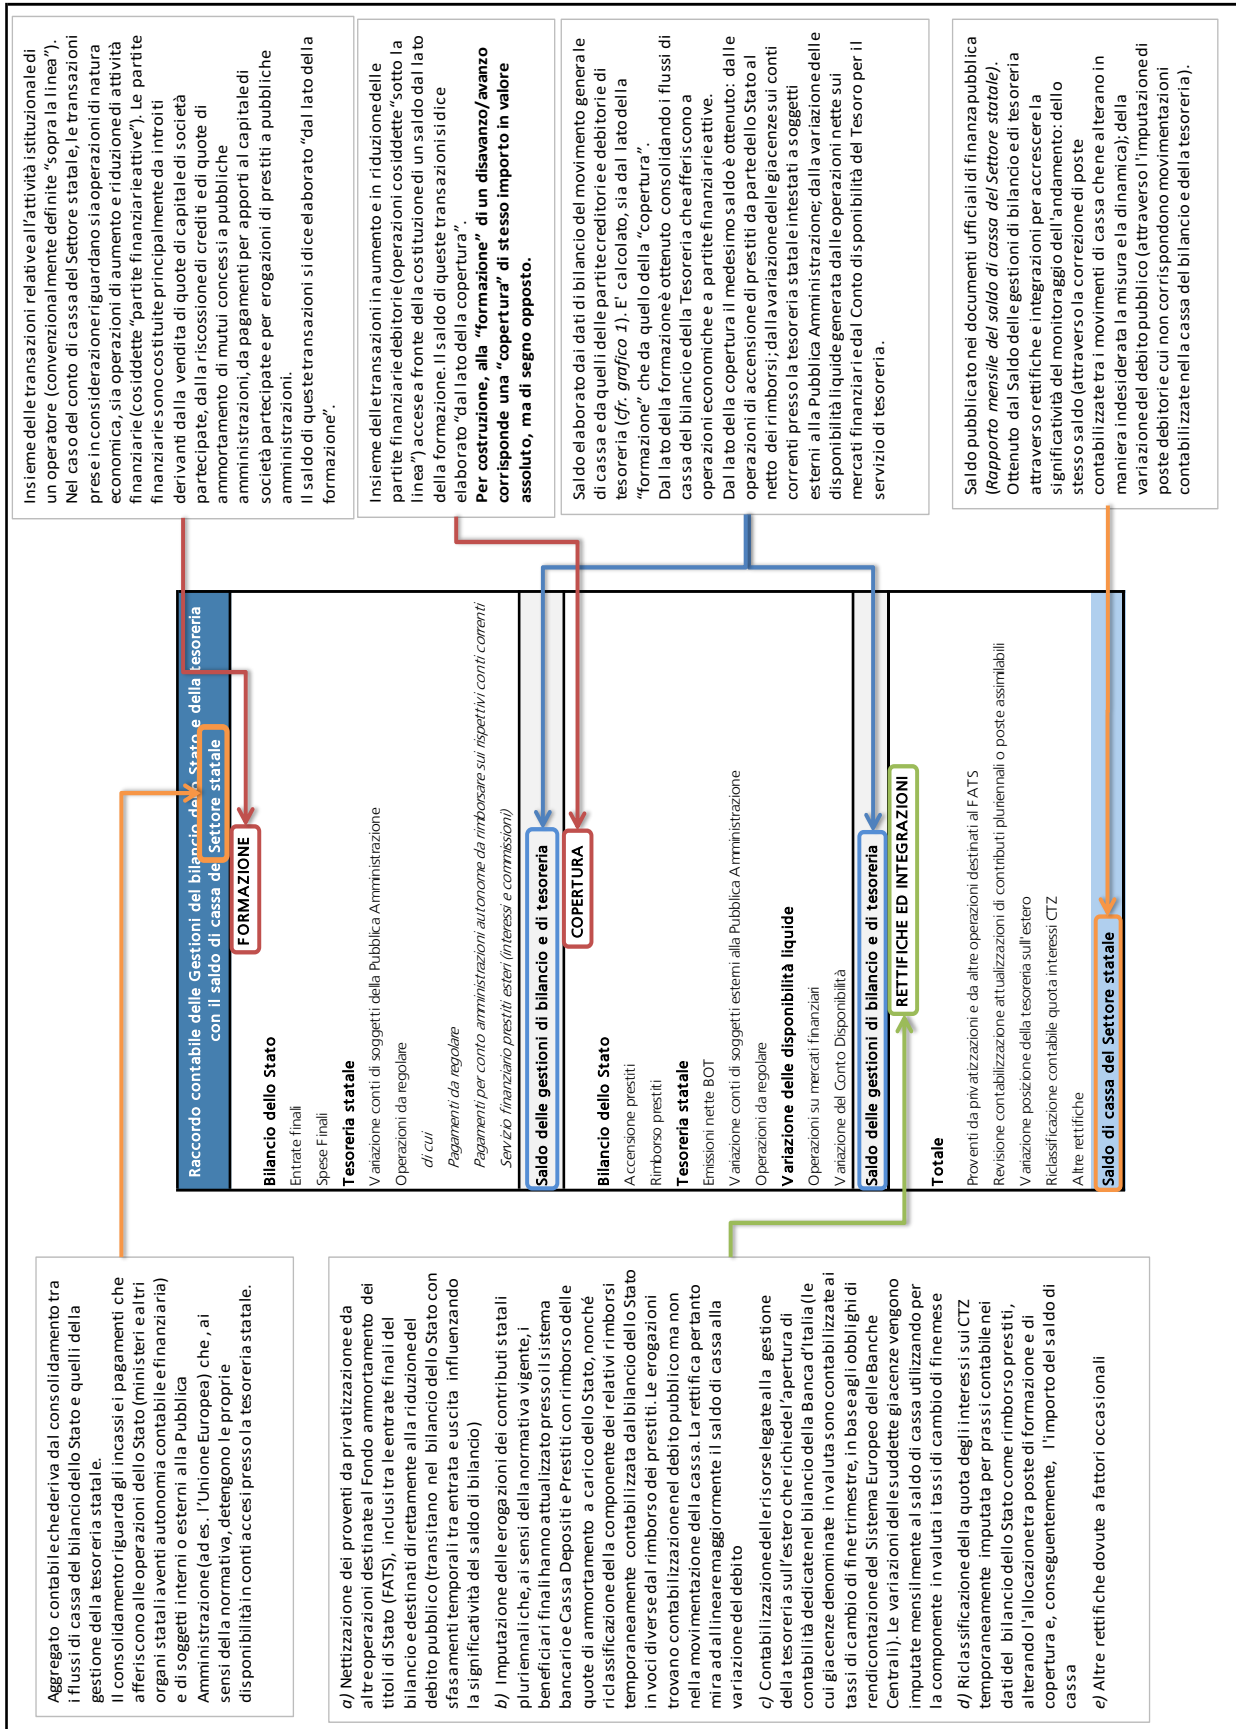 Aggregato contabile che deriva dal consolidamento tra
i flussi di cassa del bilancio dello Stato e quelli della
gestione della tesoreria statale.
Il consolidamento riguarda gli incassi e i pagamenti che
afferiscono alle operazioni dello Stato (ministeri e altri
organi statali aventi autonomia contabile e finanziaria)
e di soggetti interni o esterni alla Pubblica
Amministrazione (ad es. l'Unione Europea) che , ai
sensi della normativa, detengono le proprie
disponibilità in conti accesi presso la tesoreria statale.
a) Nettizzazione dei proventi da privatizzazione e da
altre operazioni destinate al Fondo ammortamento dei
titoli di Stato (FATS), inclusi tra le entrate finali del
bilancio e destinati direttamente alla riduzione del
debito pubblico (transitano nel bilancio dello Stato con
sfasamenti temporali tra entrata e uscita influenzando
la significatività del saldo di bilancio)
b) Imputazione delle erogazioni dei contributi statali
pluriennali che, ai sensi della normativa vigente, i
beneficiari finali hanno attualizzato presso il sistema
bancario e Cassa Depositi e Prestiti con rimborso delle
quote di ammortamento a carico dello Stato, nonché
riclassificazione della componente dei relativi rimborsi
temporaneamente contabilizzata dal bilancio dello Stato
in voci diverse dal rimborso dei prestiti. Le erogazioni
trovano contabilizzazione nel debito pubblico ma non
nella movimentazione della cassa. La rettifica pertanto
mira ad allineare maggiormente il saldo di cassa alla
variazione del debito
c) Contabilizzazione delle risorse legate alla gestione
della tesoreria sull'estero che richiede l'apertura di
contabilità dedicate nel bilancio della Banca d'Italia (le
cui giacenze denominate in valuta sono contabilizzate ai
tassi di cambio di fine trimestre, in base agli obblighi di
rendicontazione del Sistema Europeo delle Banche
Centrali). Le variazioni delle suddette giacenze vengono
imputate mensilmente al saldo di cassa utilizzando per
la componente in valuta i tassi di cambio di fine mese
d) Riclassificazione della quota degli interessi sui CTZ
temporaneamente imputata per prassi contabile nei
dati del bilancio dello Stato come rimborso prestiti,
alterando l'allocazione tra poste di formazione e di
copertura e, conseguentemente, l'importo del saldo di
cassa
e) Altre rettifiche dovute a fattori occasionali
Raccordo contabile delle Gestioni del bilancio dello Stato e della tesoreria
con il saldo di cassa del Settore statale
FORMAZIONE
Bilancio dello Stato
Entrate finali
Spese Finali
Tesoreria statale
Variazione conti di soggetti della Pubblica Amministrazione
Operazioni da regolare
di cui
Pagamenti da regolare
Pagamenti per conto amministrazioni autonome da rimborsare sui rispettivi conti correnti
Servizio finanziario prestiti esteri (interessi e commissioni)
Saldo delle gestioni di bilancio e di tesoreria
COPERTURA
Bilancio dello Stato
Accensione prestiti
Rimborso prestiti
Tesoreria statale
Emissioni nette BOT
Variazione conti di soggetti esterni alla Pubblica Amministrazione
Operazioni da regolare
Variazione delle disponibilità liquide
Operazioni su mercati finanziari
Variazione del Conto Disponibilità
Saldo delle gestioni di bilancio e di tesoreria
RETTIFICHE ED INTEGRAZIONI
Totale
Proventi da privatizzazioni e da altre operazioni destinati al FATS
Revisione contabilizzazione attualizzazioni di contributi pluriennali o poste assimilabili
Variazione posizione della tesoreria sull'estero
Riclassificazione contabile quota interessi CTZ
Altre rettifiche
Saldo di cassa del Settore statale
Insieme delle transazioni relative all'attività istituzionale di
un operatore (convenzionalmente definite "sopra la linea").
Nel caso del conto di cassa del Settore statale, le transazioni
prese in considerazione riguardano sia operazioni di natura
economica, sia operazioni di aumento e riduzione di attività
finanziarie (cosiddette "partite finanziarie attive"). Le partite
finanziarie sono costituite principalmente da introiti
derivanti dalla vendita di quote di capitale di società
partecipate, dalla riscossione di crediti e di quote di
ammortamento di mutui concessi a pubbliche
amministrazioni, da pagamenti per apporti al capitale di
società partecipate e per erogazioni di prestiti a pubbliche
amministrazioni.
Il saldo di queste transazioni si dice elaborato "dal lato della
formazione".
Insieme delle transazioni in aumento e in riduzione delle
partite finanziarie debitorie (operazioni cosiddette "sotto la
linea") accese a fronte della costituzione di un saldo dal lato
della formazione. Il saldo di queste transazioni si dice
elaborato "dal lato della copertura".
Per costruzione, alla "formazione" di un disavanzo/avanzo
corrisponde una "copertura" di stesso importo in valore
assoluto, ma di segno opposto.
Saldo elaborato dai dati di bilancio del movimento generale
di cassa e da quelli delle partite creditorie e debitorie di
tesoreria (cfr. grafico 1). E' calcolato, sia dal lato della
"formazione" che da quello della "copertura".
Dal lato della formazione è ottenuto consolidando i flussi di
cassa del bilancio e della Tesoreria che afferiscono a
operazioni economiche e a partite finanziarie attive.
Dal lato della copertura il medesimo saldo è ottenuto: dalle
operazioni di accensione di prestiti da parte dello Stato al
netto dei rimborsi; dalla variazione delle giacenze sui conti
correnti presso la tesoreria statale intestati a soggetti
esterni alla Pubblica Amministrazione; dalla variazione delle
disponibilità liquide generata dalle operazioni nette sui
mercati finanziari e dal Conto disponibilità del Tesoro per il
servizio di tesoreria.
Saldo pubblicato nei documenti ufficiali di finanza pubblica
(Rapporto mensile del saldo di cassa del Settore statale).
Ottenuto dal Saldo delle gestioni di bilancio e di tesoreria
attraverso rettifiche e integrazioni per accrescere la
significatività del monitoraggio dell'andamento: dello
stesso saldo (attraverso la correzione di poste
contabilizzate tra i movimenti di cassa che ne alterano in
maniera indesiderata la misura e la dinamica); della
variazione del debito pubblico (attraverso l'imputazione di
poste debitorie cui non corrispondono movimentazioni
contabilizzate nella cassa del bilancio e della tesoreria).